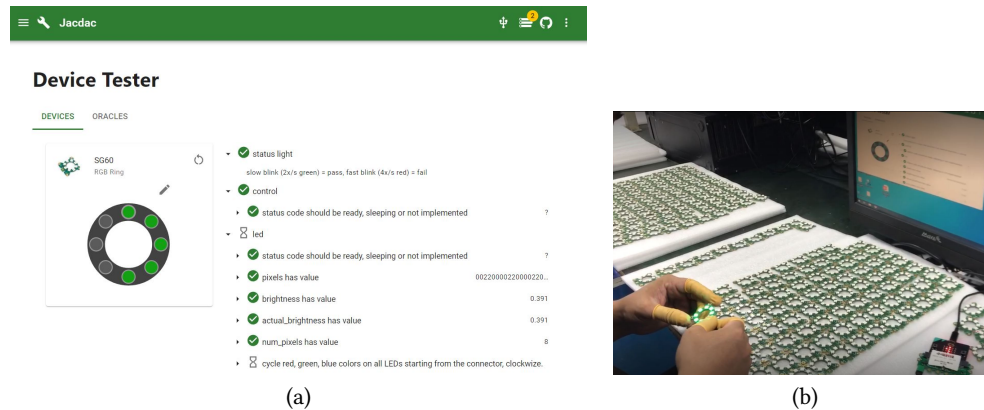 Jacdac
2
Device Tester
DEVICES
ORACLES
SG60
RGB Ring
status light
slow blink (2x/s green) = pass, fast blink (4x/s red) = fail
control
status code should be ready, sleeping or not implemented ?
led
status code should be ready, sleeping or not implemented ?
pixels has value 00220000220000220...
brightness has value 0.391
actual_brightness has value 0.391
num_pixels has value 8
cycle red, green, blue colors on all LEDs starting from the connector, clockwize.
(a)
(b)